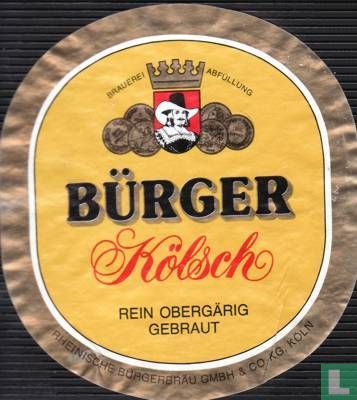 BRAUEREI ABFÜLLUNG
BÜRGER
Kölsch
REIN OBERGÄRIG
GEBRAUT
RHEINISCHE BÜRGERBRÄU GMBH & CO. KG, KÖLN
L